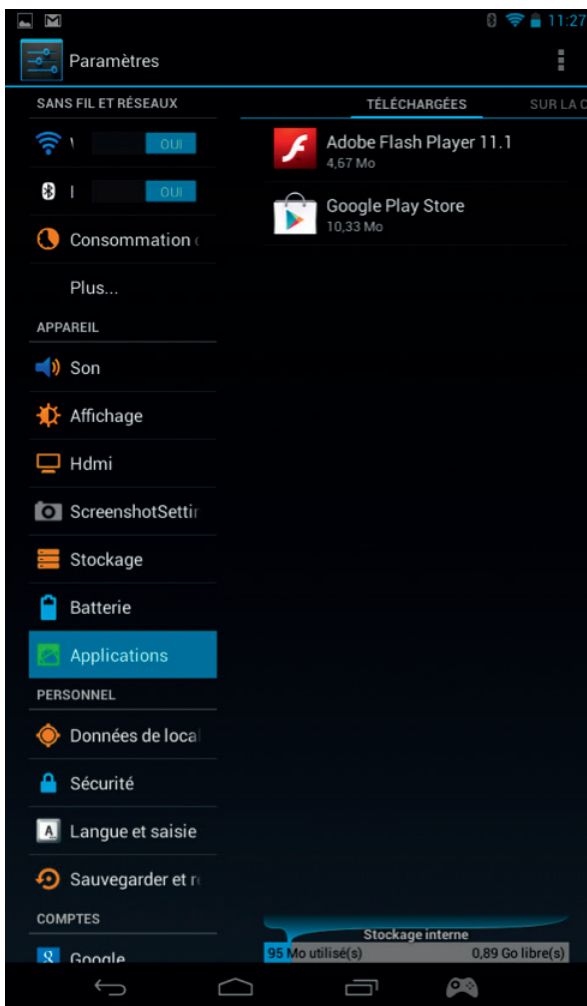 11:27
Paramètres
SANS FIL ET RÉSEAUX
OUI
OUI
Consommation
Plus...
APPAREIL
Son
Affichage
Hdmi
ScreenshotSettin
Stockage
Batterie
Applications
PERSONNEL
Données de local
Sécurité
Langue et saisie
Sauvegarder et
COMPTES
Google
TÉLÉCHARGÉES
SUR LA C
Adobe Flash Player 11.1
4,67 Mo
Google Play Store
10,33 Mo
Stockage interne
95 Mo utilisé(s) 0,89 Go libre(s)